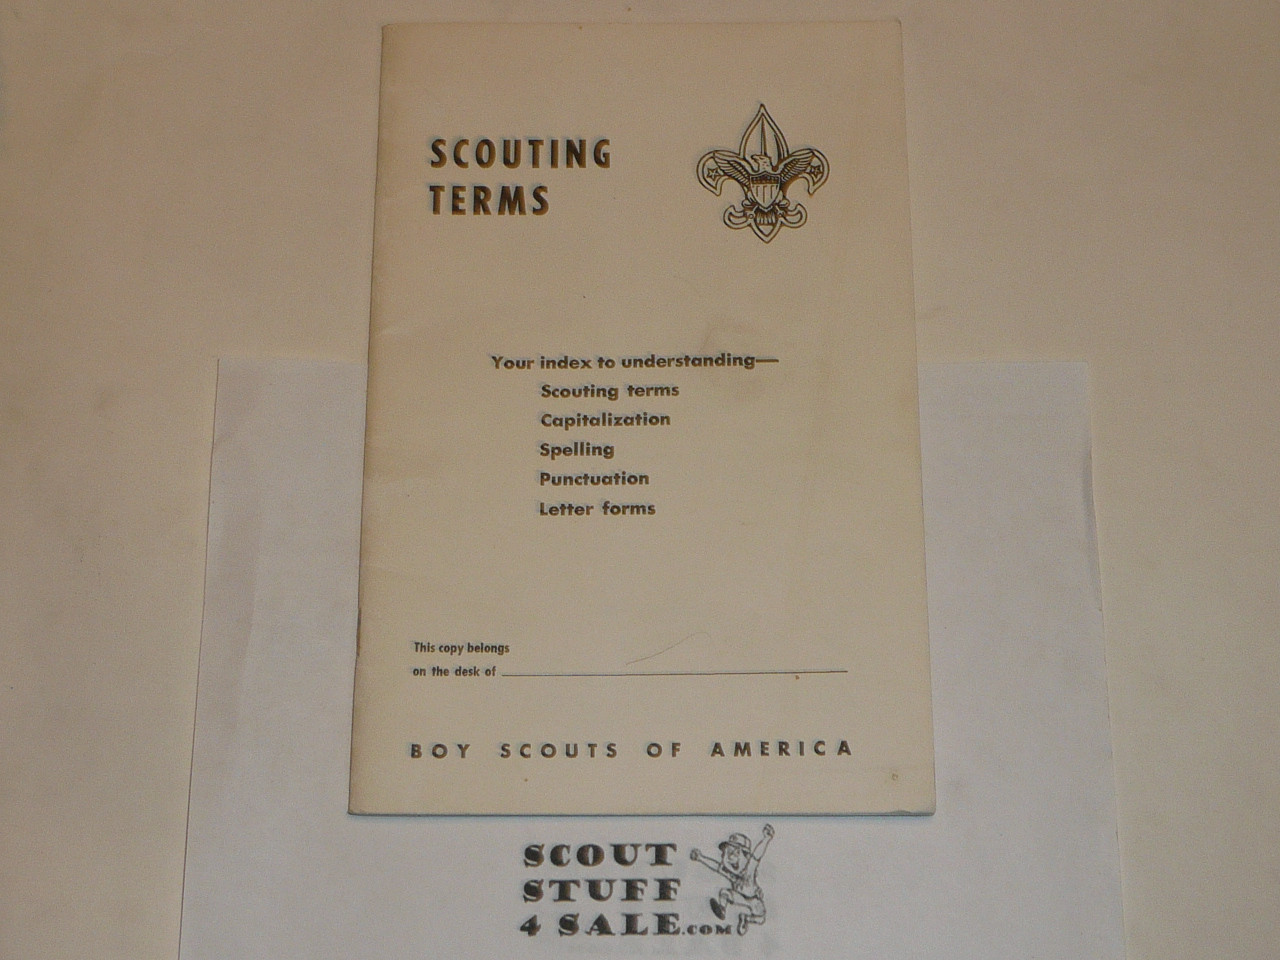 SCOUTING
TERMS
Your index to understanding—
Scouting terms
Capitalization
Spelling
Punctuation
Letter forms
This copy belongs
on the desk of
BOY SCOUTS OF AMERICA
SCOUT
STUFF
4 SALE.COM